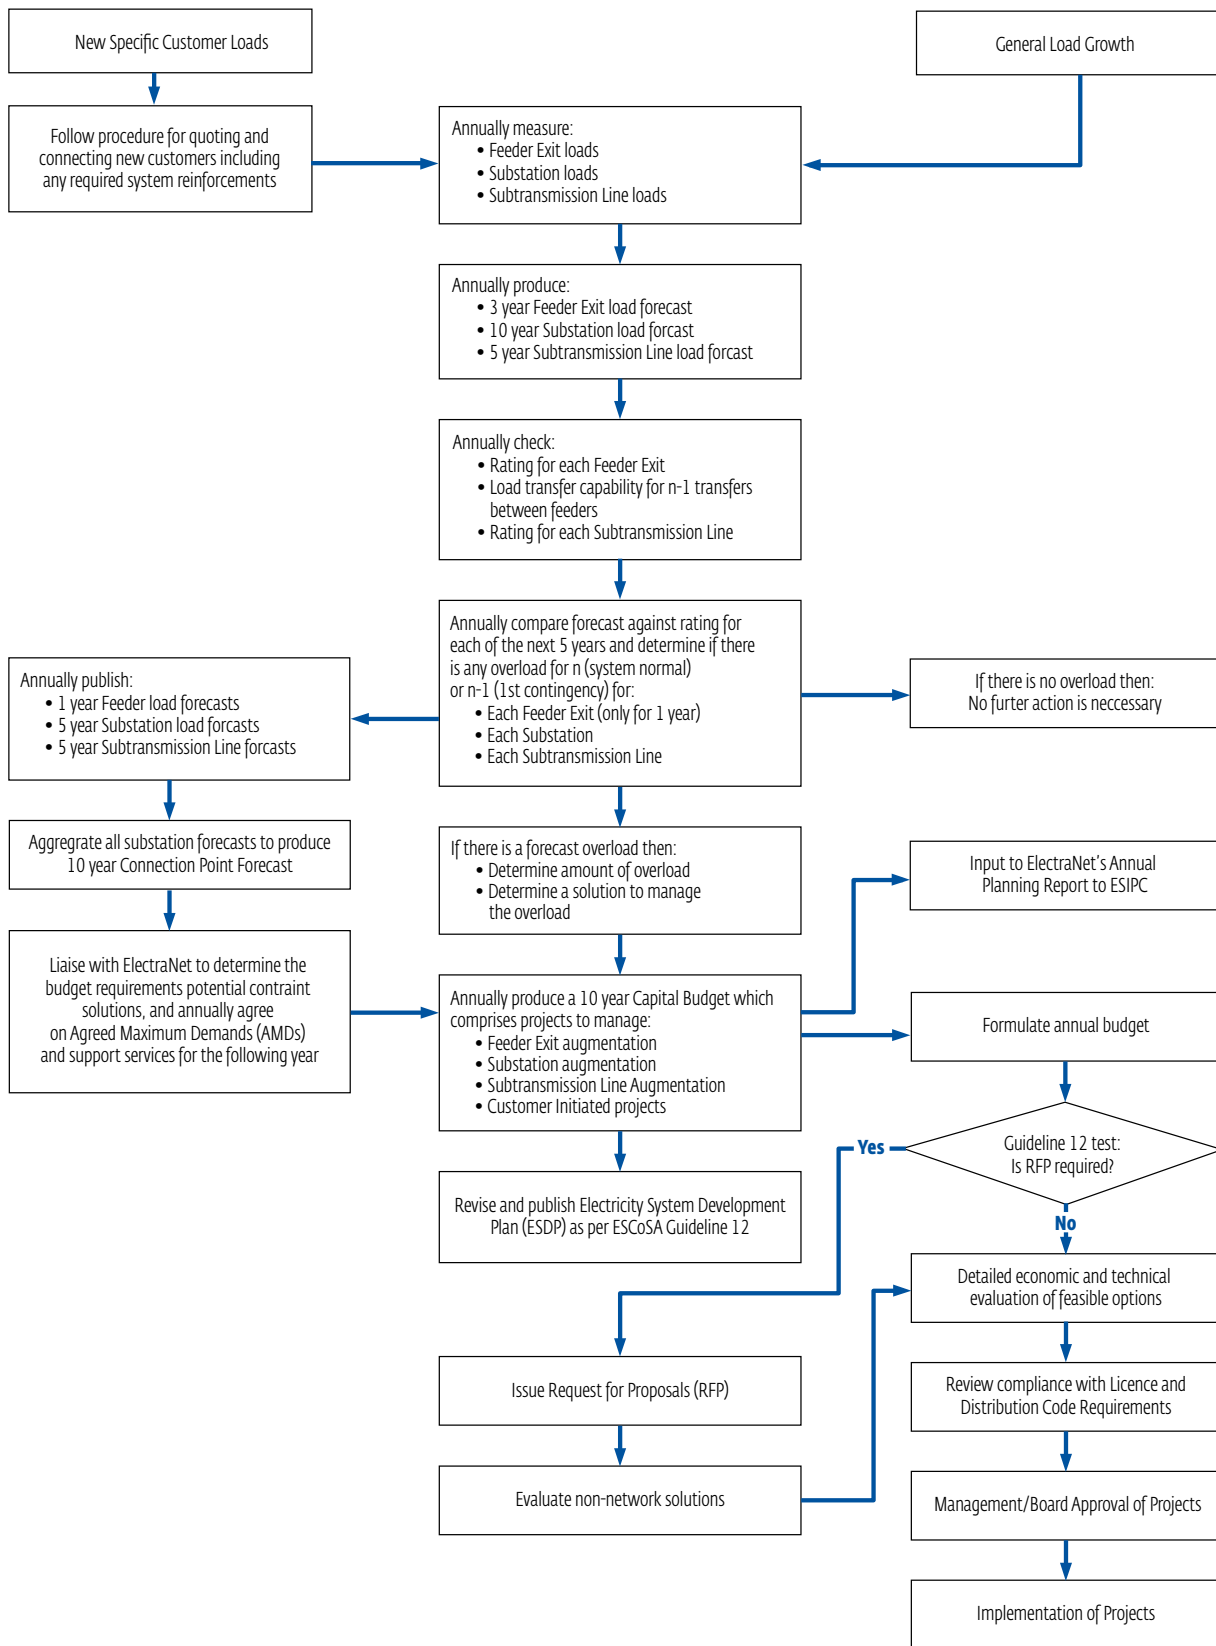 New Specific Customer Loads
General Load Growth
Follow procedure for quoting and
connecting new customers including
any required system reinforcements
Annually measure:
• Feeder Exit loads
• Substation loads
• Subtransmission Line loads
Annually produce:
• 3 year Feeder Exit load forecast
• 10 year Substation load forcast
• 5 year Subtransmission Line load forcast
Annually check:
• Rating for each Feeder Exit
• Load transfer capability for n-1 transfers
between feeders
• Rating for each Subtransmission Line
Annually compare forecast against rating for
each of the next 5 years and determine if there
is any overload for n (system normal)
or n-1 (1st contingency) for:
• Each Feeder Exit (only for 1 year)
• Each Substation
• Each Subtransmission Line
If there is no overload then:
No furter action is neccessary
Annually publish:
• 1 year Feeder load forecasts
• 5 year Substation load forcasts
• 5 year Subtransmission Line forcasts
Aggregrate all substation forecasts to produce
10 year Connection Point Forecast
If there is a forecast overload then:
• Determine amount of overload
• Determine a solution to manage
the overload
Input to ElectraNet's Annual
Planning Report to ESIPC
Liaise with ElectraNet to determine the
budget requirements potential contraint
solutions, and annually agree
on Agreed Maximum Demands (AMDs)
and support services for the following year
Annually produce a 10 year Capital Budget which
comprises projects to manage:
• Feeder Exit augmentation
• Substation augmentation
• Subtransmission Line Augmentation
• Customer Initiated projects
Formulate annual budget
Guideline 12 test:
Is RFP required?
Yes
No
Revise and publish Electricity System Development
Plan (ESDP) as per ESCoSA Guideline 12
Detailed economic and technical
evaluation of feasible options
Issue Request for Proposals (RFP)
Review compliance with Licence and
Distribution Code Requirements
Evaluate non-network solutions
Management/Board Approval of Projects
Implementation of Projects